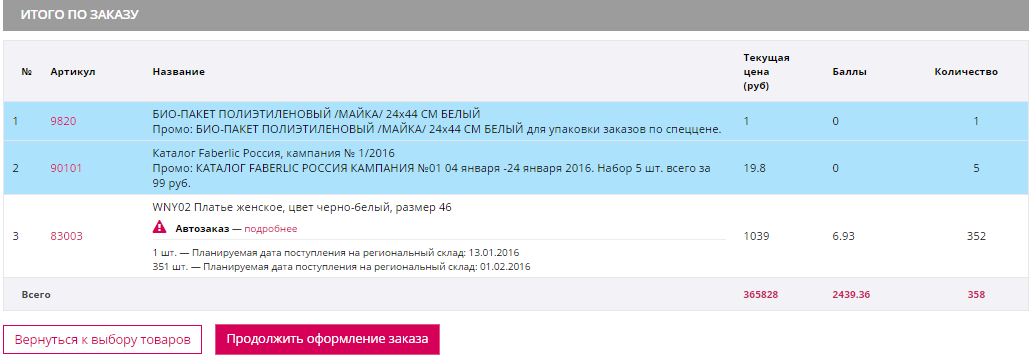 ИТОГО ПО ЗАКАЗУ
№ Артикул Название Текущая цена (руб) Баллы Количество
1 9820 БИО-ПАКЕТ ПОЛИЭТИЛЕНОВЫЙ /МАЙКА/ 24x44 СМ БЕЛЫЙ 1 0 1
Промо: БИО-ПАКЕТ ПОЛИЭТИЛЕНОВЫЙ /МАЙКА/ 24x44 СМ БЕЛЫЙ для упаковки заказов по спеццене.
2 90101 Каталог Faberlic Россия, кампания № 1/2016 19.8 0 5
Промо: КАТАЛОГ FABERLIC РОССИЯ КАМПАНИЯ №01 04 января -24 января 2016. Набор 5 шт. всего за
99 руб.
3 83003 WNY02 Платье женское, цвет черно-белый, размер 46 1039 6.93 352
Автозаказ — подробнее
1 шт. — Планируемая дата поступления на региональный склад: 13.01.2016
351 шт. — Планируемая дата поступления на региональный склад: 01.02.2016
Всего 365828 2439.36 358
Вернуться к выбору товаров Продолжить оформление заказа